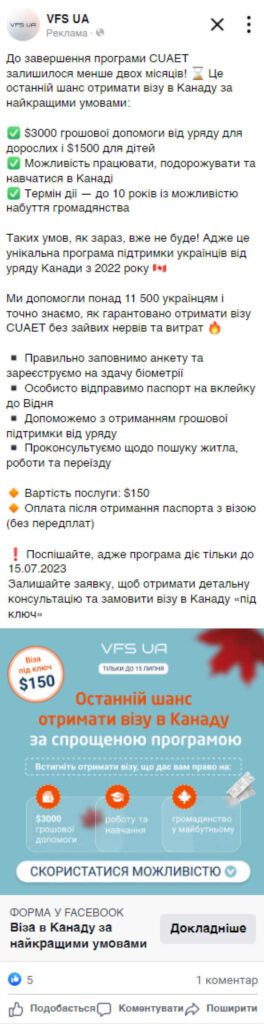 VFS UA
VFS UA
Реклама ·
До завершення програми CUAET
залишилося менше двох місяців! ⏳ Це
останній шанс отримати візу в Канаду за
найкращими умовами:
✅ $3000 грошової допомоги від уряду для
дорослих і $1500 для дітей
✅ Можливість працювати, подорожувати та
навчатися в Канаді
✅ Термін дії — до 10 років із можливістю
набуття громадянства
Таких умов, як зараз, вже не буде! Адже це
унікальна програма підтримки українців від
уряду Канади з 2022 року 🇨🇦
Ми допомогли понад 11 500 українцям і
точно знаємо, як гарантовано отримати візу
CUAET без зайвих нервів та витрат 🔥
▪ Правильно заповнимо анкету та
зареєструємо на здачу біометрії
▪ Особисто відправимо паспорт на вклейку
до Відня
▪ Допоможемо з отриманням грошової
підтримки від уряду
▪ Проконсультуємо щодо пошуку житла,
роботи та переїзду
🔸 Вартість послуги: $150
🔸 Оплата після отримання паспорта з візою
(без передплат)
❗ Поспішайте, адже програма діє тільки до
15.07.2023
Залишайте заявку, щоб отримати детальну
консультацію та замовити візу в Канаду «під
ключ»
VFS UA
ТІЛЬКИ ДО 15 ЛИПНЯ
Віза
під ключ
$150
Останній шанс
отримати візу в Канаду
за спрощеною програмою
Встигніть отримати візу, що дає вам право на:
$3000
грошової
допомоги
роботу та
навчання
громадянство
у майбутньому
СКОРИСТАТИСЯ МОЖЛИВІСТЮ
ФОРМА У FACEBOOK
Віза в Канаду за
найкращими умовами
Докладніше
5
1 коментар
Подобається
Коментувати
Поширити